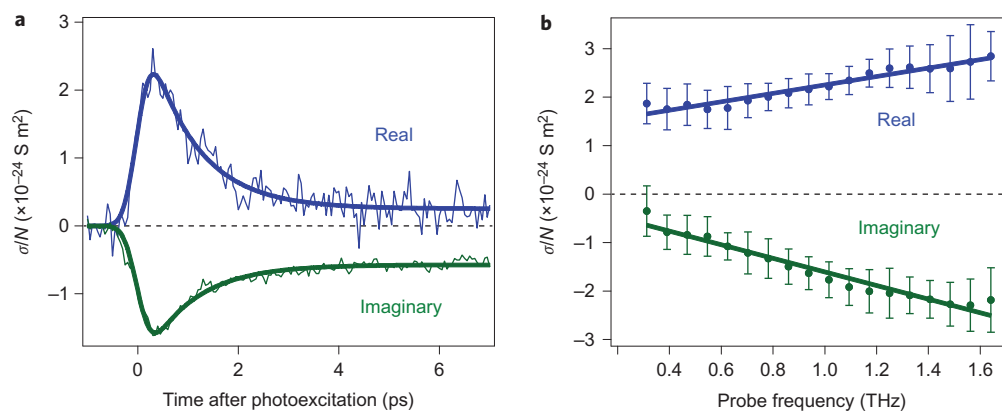 a
σ/N (×10−24 S m2)
3
2
1
0
−1
Real
Imaginary
0
2
4
6
Time after photoexcitation (ps)
b
σ/N (×10−24 S m2)
3
2
1
0
−1
−2
−3
Real
Imaginary
0.4
0.6
0.8
1.0
1.2
1.4
1.6
Probe frequency (THz)